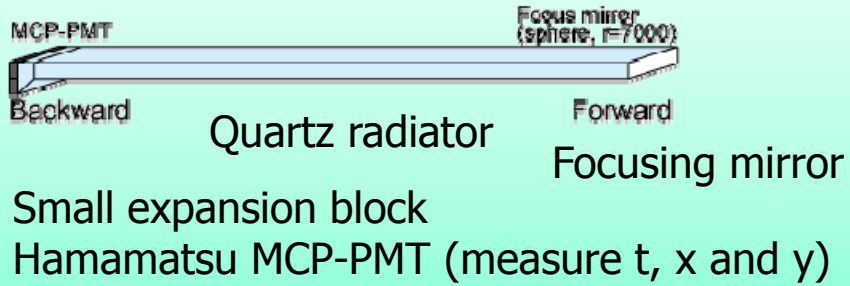 MCP-PMT
Focus mirror
(sphere, r=7000)
Backward
Forward
Quartz radiator
Focusing mirror
Small expansion block
Hamamatsu MCP-PMT (measure t, x and y)